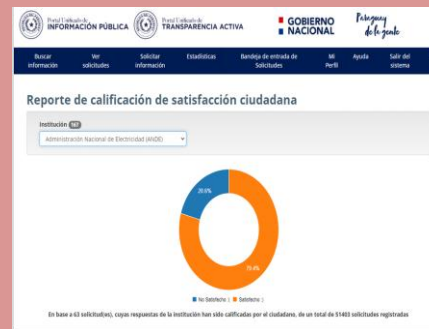 Portal Unificado de
INFORMACIÓN PÚBLICA
Portal Unificado de
TRANSPARENCIA ACTIVA
GOBIERNO
NACIONAL
Paraguay
de la gente
Buscar
información
Ver
solicitudes
Solicitar
información
Estadísticas
Bandeja de entrada de
Solicitudes
Mi
Perfil
Ayuda
Salir del
sistema
Reporte de calificación de satisfacción ciudadana
Institución
Administración Nacional de Electricidad (ANDE)
20.6%
79.4%
No Satisfecho Satisfecho
En base a 63 solicitud(es), cuyas respuestas de la institución han sido calificadas por el ciudadano, de un total de 51403 solicitudes registradas